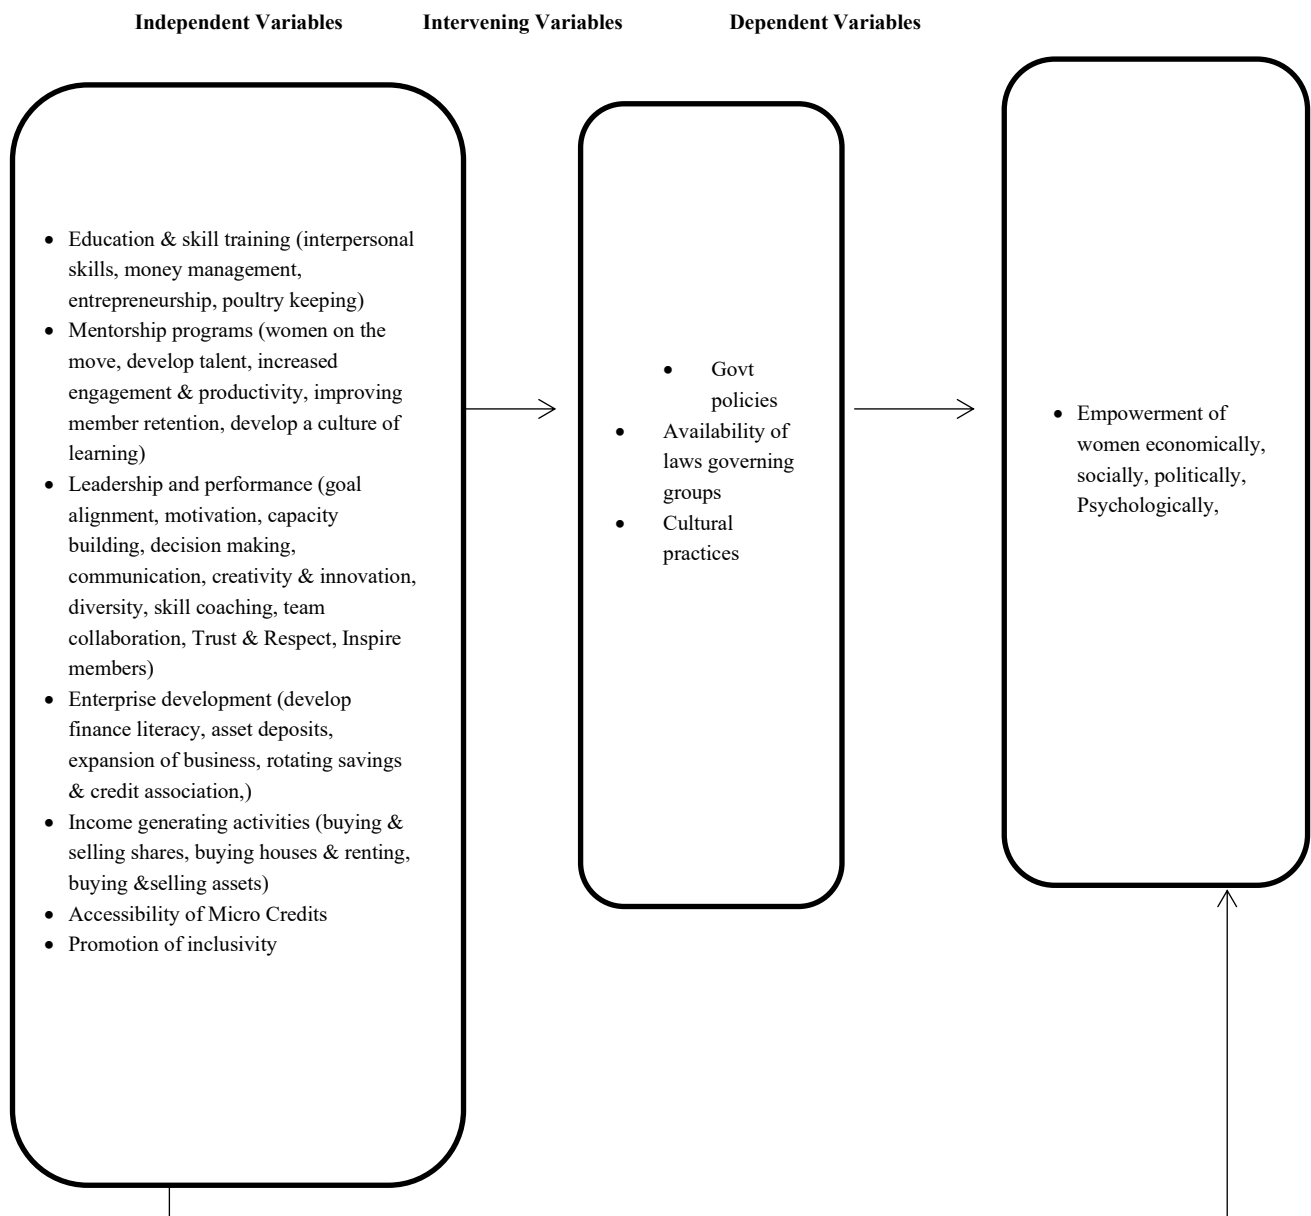 Independent Variables
Intervening Variables
Dependent Variables
• Education & skill training (interpersonal
skills, money management,
entrepreneurship, poultry keeping)
• Mentorship programs (women on the
move, develop talent, increased
engagement & productivity, improving
member retention, develop a culture of
learning)
• Leadership and performance (goal
alignment, motivation, capacity
building, decision making,
communication, creativity & innovation,
diversity, skill coaching, team
collaboration, Trust & Respect, Inspire
members)
• Enterprise development (develop
finance literacy, asset deposits,
expansion of business, rotating savings
& credit association,)
• Income generating activities (buying &
selling shares, buying houses & renting,
buying &selling assets)
• Accessibility of Micro Credits
• Promotion of inclusivity
• Govt
policies
• Availability of
laws governing
groups
• Cultural
practices
• Empowerment of
women economically,
socially, politically,
Psychologically,